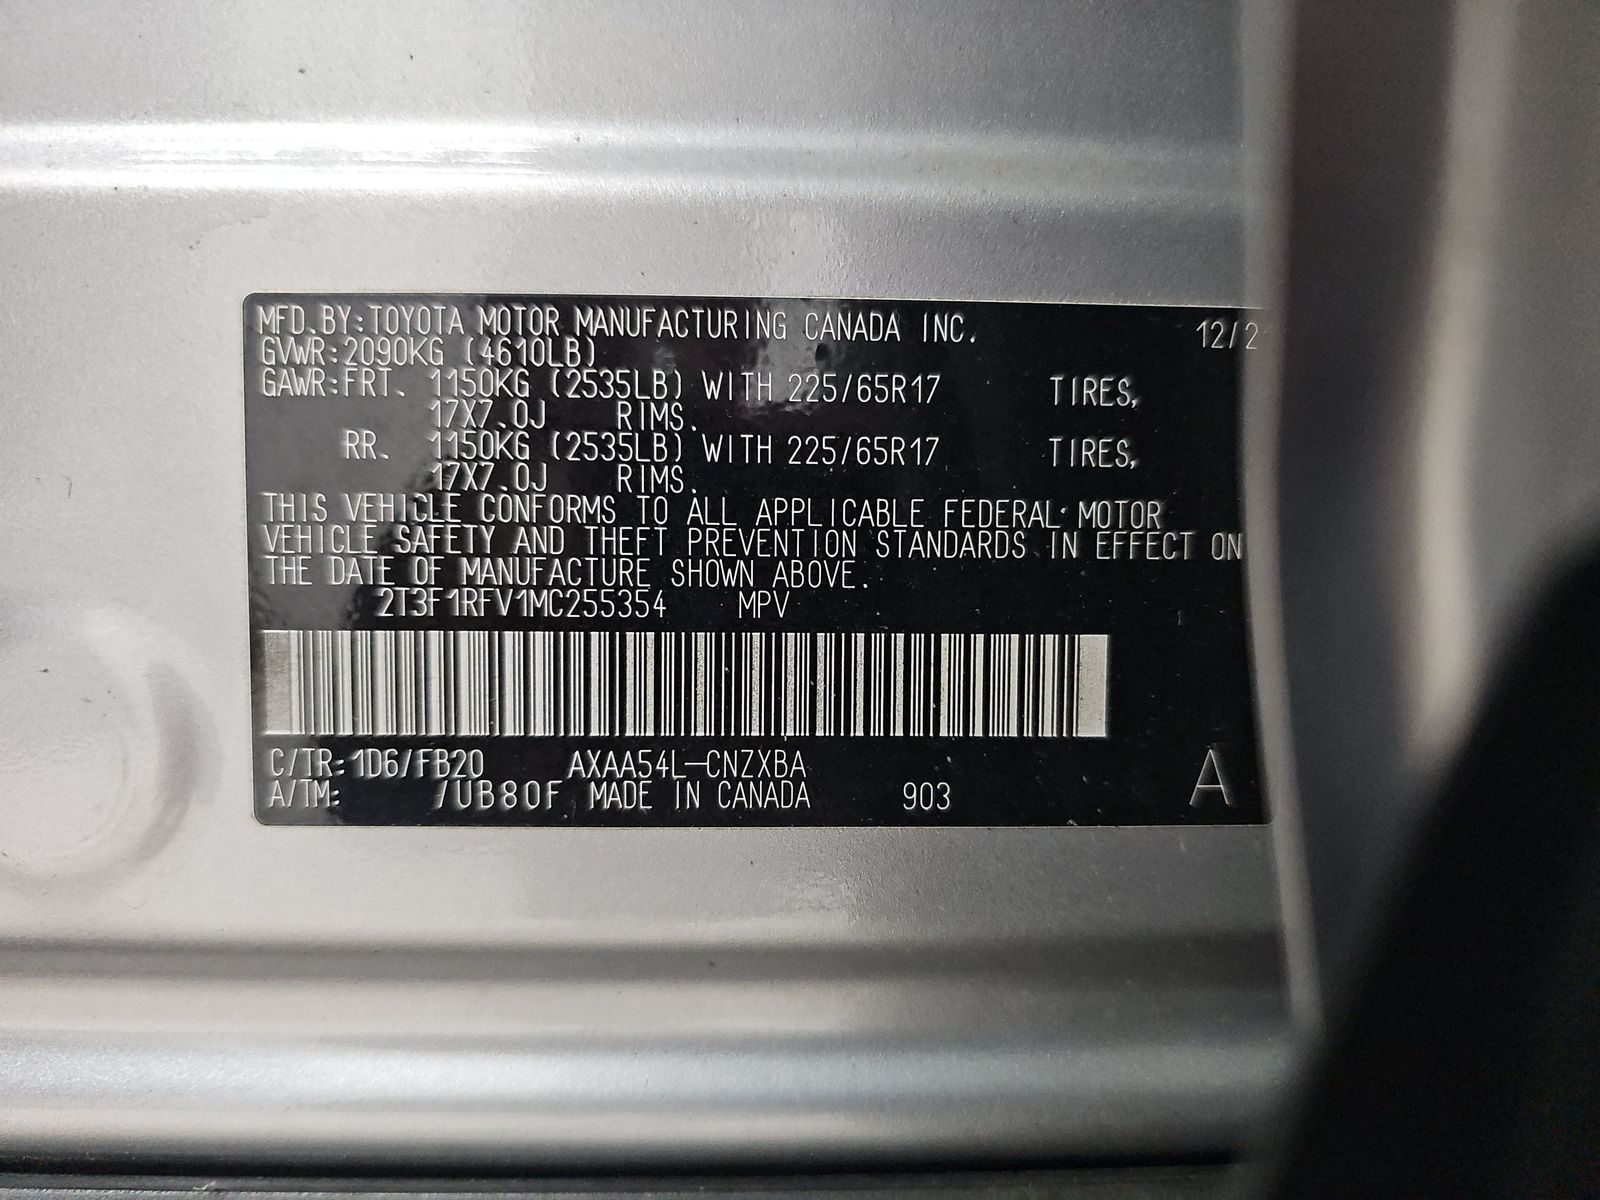 MFD.BY:TOYOTA MOTOR MANUFACTURING CANADA INC. 12/2
GVWR:2090KG (4610LB)
GAWR:FRT. 1150KG (2535LB) WITH 225/65R17 TIRES,
17X7.0J RIMS.
RR. 1150KG (2535LB) WITH 225/65R17 TIRES,
17X7.0J RIMS.
THIS VEHICLE CONFORMS TO ALL APPLICABLE FEDERAL MOTOR
VEHICLE SAFETY AND THEFT PREVENTION STANDARDS IN EFFECT ON
THE DATE OF MANUFACTURE SHOWN ABOVE.
2T3F1RFV1MC255354 MPV
C/TR:1D6/FB20 AXAA54L-CNZXBA
A/TM: /UB80F MADE IN CANADA 903 A